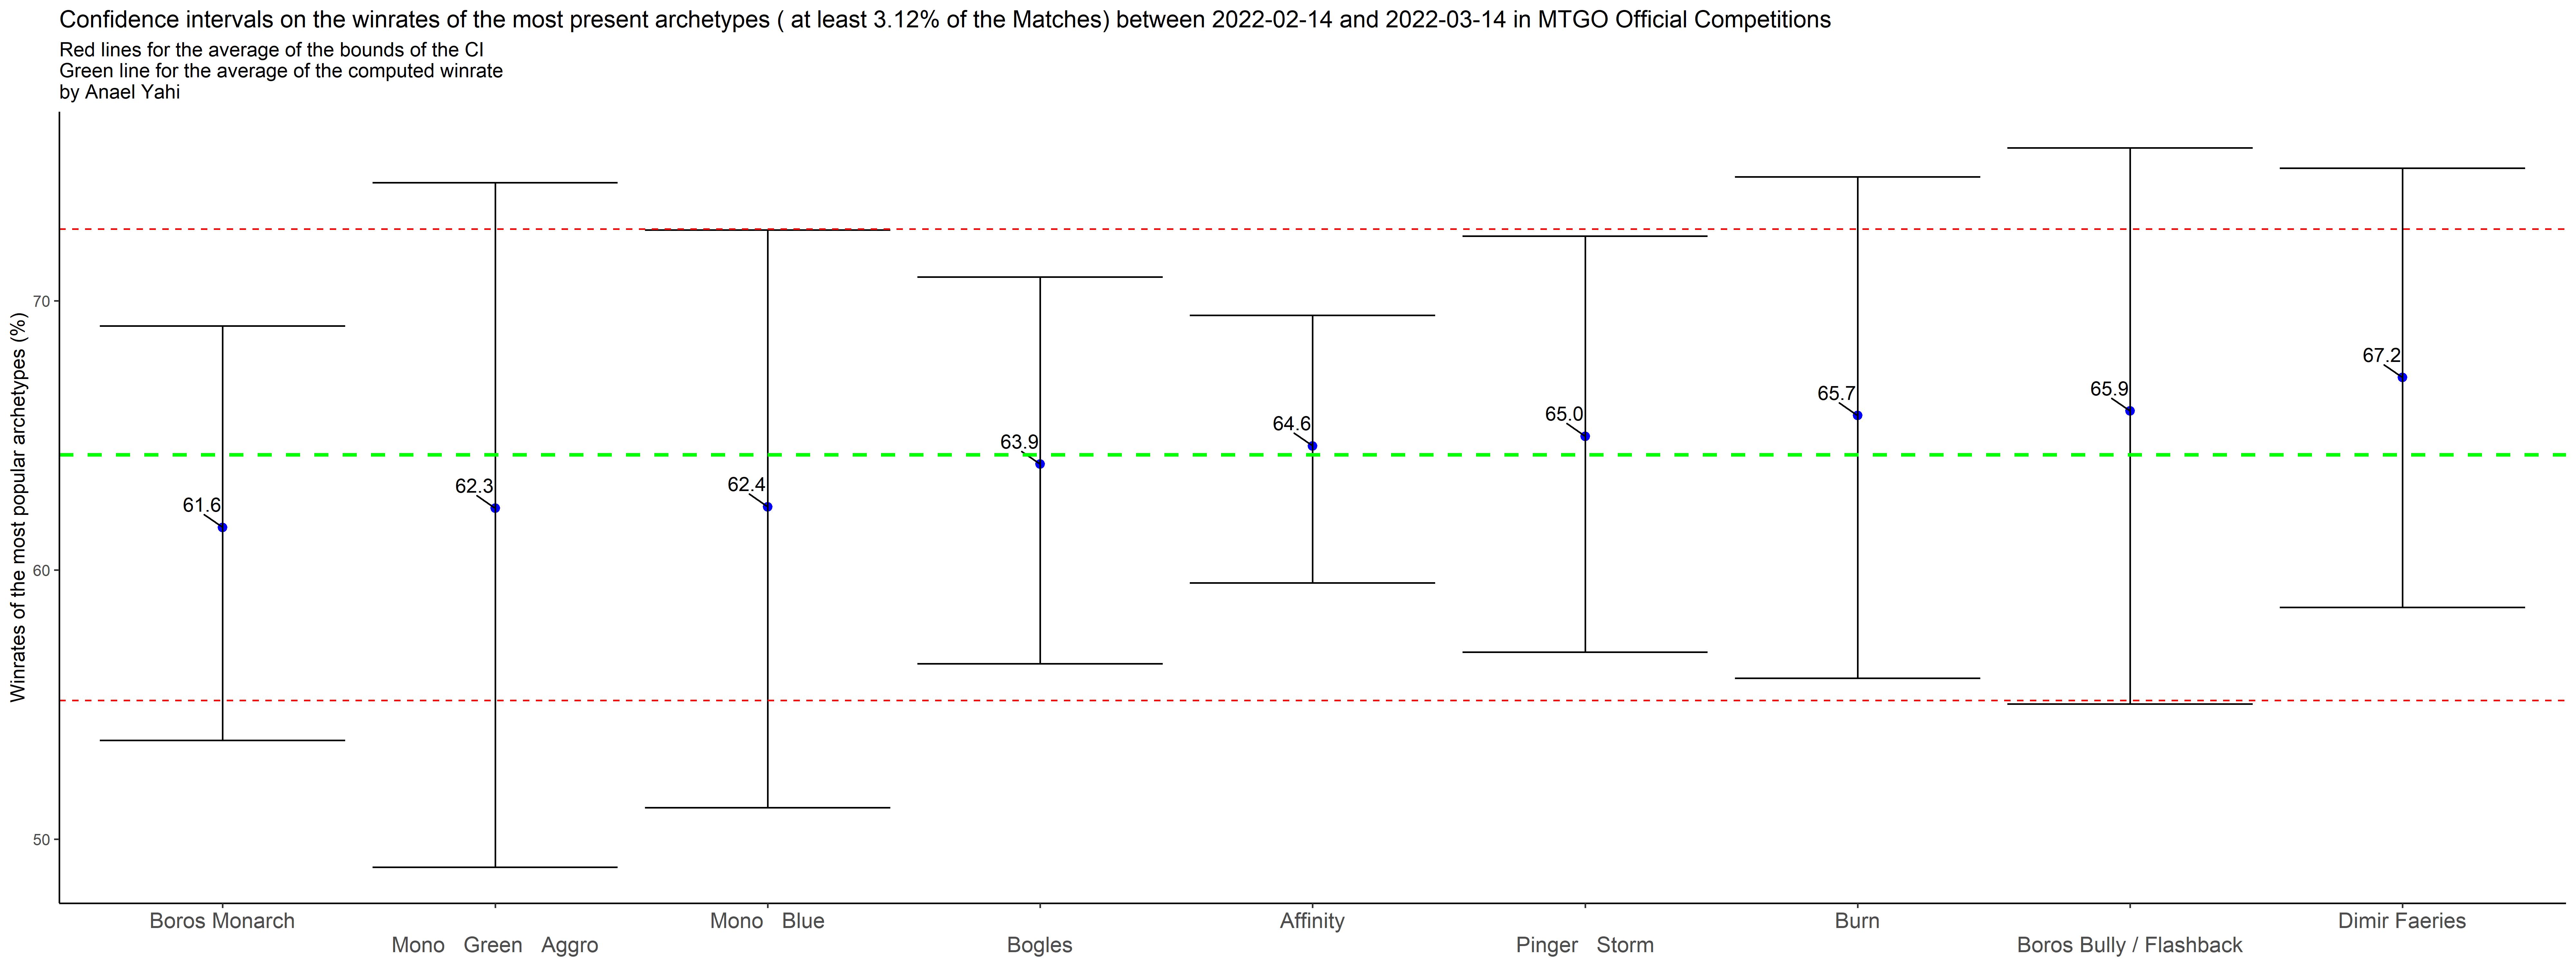 Confidence intervals on the winrates of the most present archetypes ( at least 3.12% of the Matches) between 2022-02-14 and 2022-03-14 in MTGO Official Competitions
Red lines for the average of the bounds of the CI
Green line for the average of the computed winrate
by Anael Yahi
Winrates of the most popular archetypes (%)
70
60
50
61.6
62.3
62.4
63.9
64.6
65.0
65.7
65.9
67.2
Boros Monarch
Mono Green Aggro
Mono Blue
Bogles
Affinity
Pinger Storm
Burn
Boros Bully / Flashback
Dimir Faeries